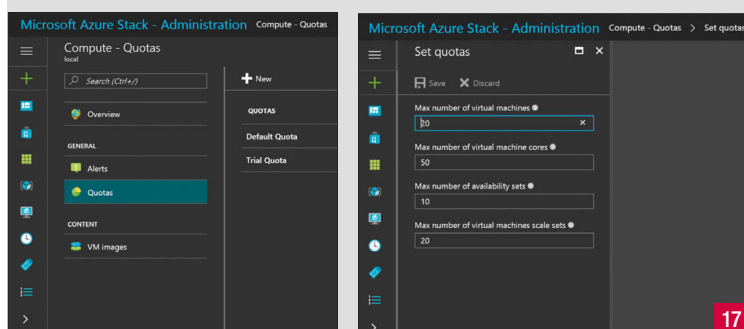 Microsoft Azure Stack - Administration Compute - Quotas
Compute - Quotas
local
Search (Ctrl+/)
Overview
GENERAL
Alerts
Quotas
CONTENT
VM images
New
QUOTAS
Default Quota
Trial Quota
Microsoft Azure Stack - Administration Compute - Quotas > Set quotas
Set quotas
Save Discard
Max number of virtual machines
20
Max number of virtual machine cores
50
Max number of availability sets
10
Max number of virtual machines scale sets
20
17